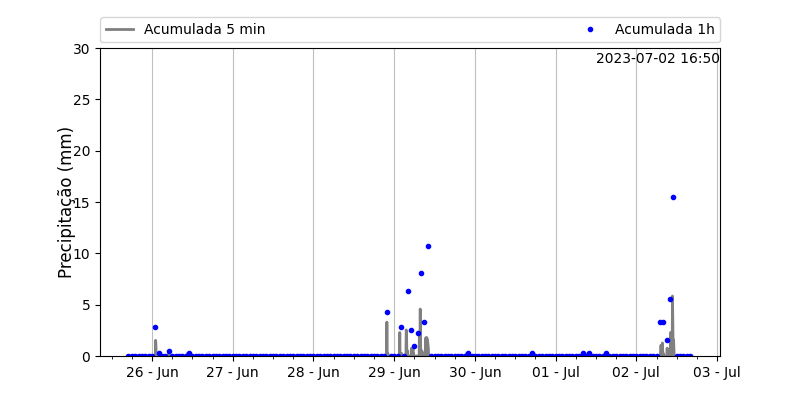 Acumulada 5 min
Acumulada 1h
2023-07-02 16:50
Precipitação (mm)
30
25
20
15
10
5
0
26 - Jun
27 - Jun
28 - Jun
29 - Jun
30 - Jun
01 - Jul
02 - Jul
03 - Jul